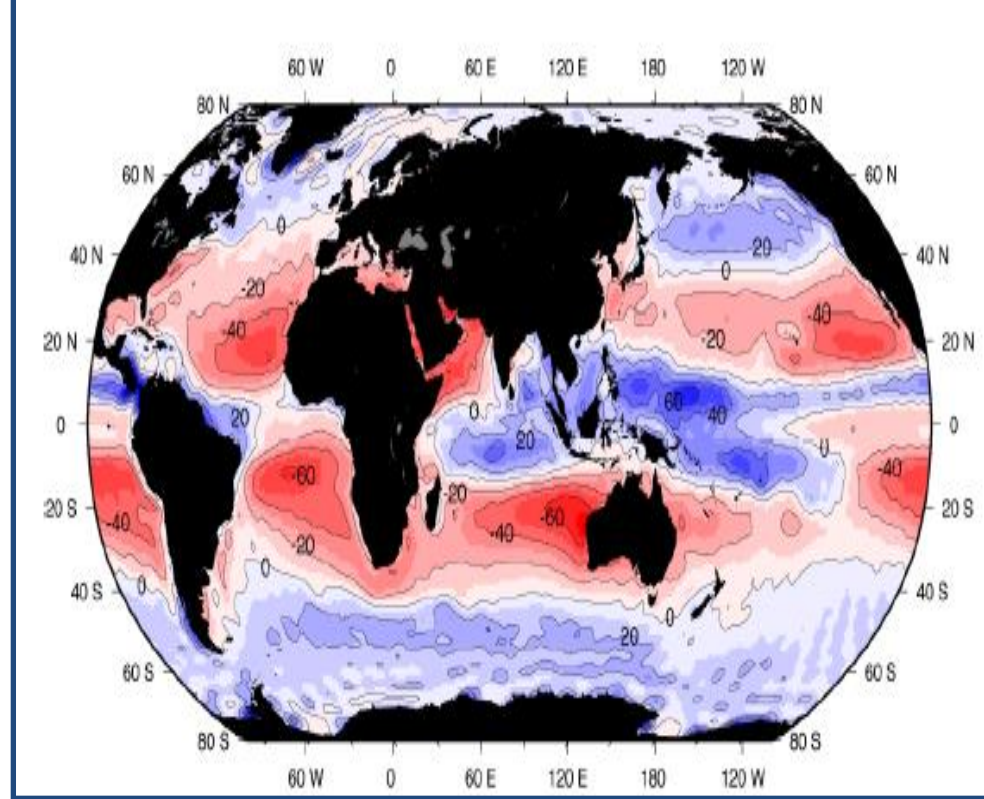 60 W 0 60 E 120 E 180 120 W
80 N 80 N
60 N 60 N
0
20
40 N 40 N
0
-20 -40
-40 -20
20 N 20 N
60 40
0
20
0 0
20 0
-60 -40
-20
20 S 20 S
-60
-40 -40
-20
0
0
40 S 40 S
0
20
60 S 60 S
80 S 80 S
60 W 0 60 E 120 E 180 120 W